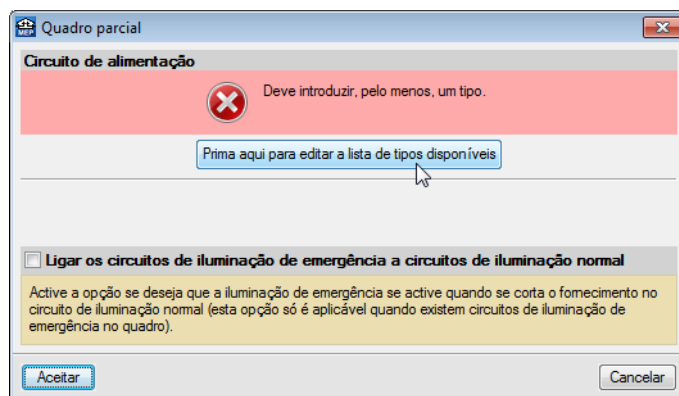 MEP
Quadro parcial
Circuito de alimentação
Deve introduzir, pelo menos, um tipo.
Prima aqui para editar a lista de tipos disponíveis
Ligar os circuitos de iluminação de emergência a circuitos de iluminação normal
Active a opção se deseja que a iluminação de emergência se active quando se corta o fornecimento no
circuito de iluminação normal (esta opção só é aplicável quando existem circuitos de iluminação de
emergência no quadro).
Aceitar
Cancelar